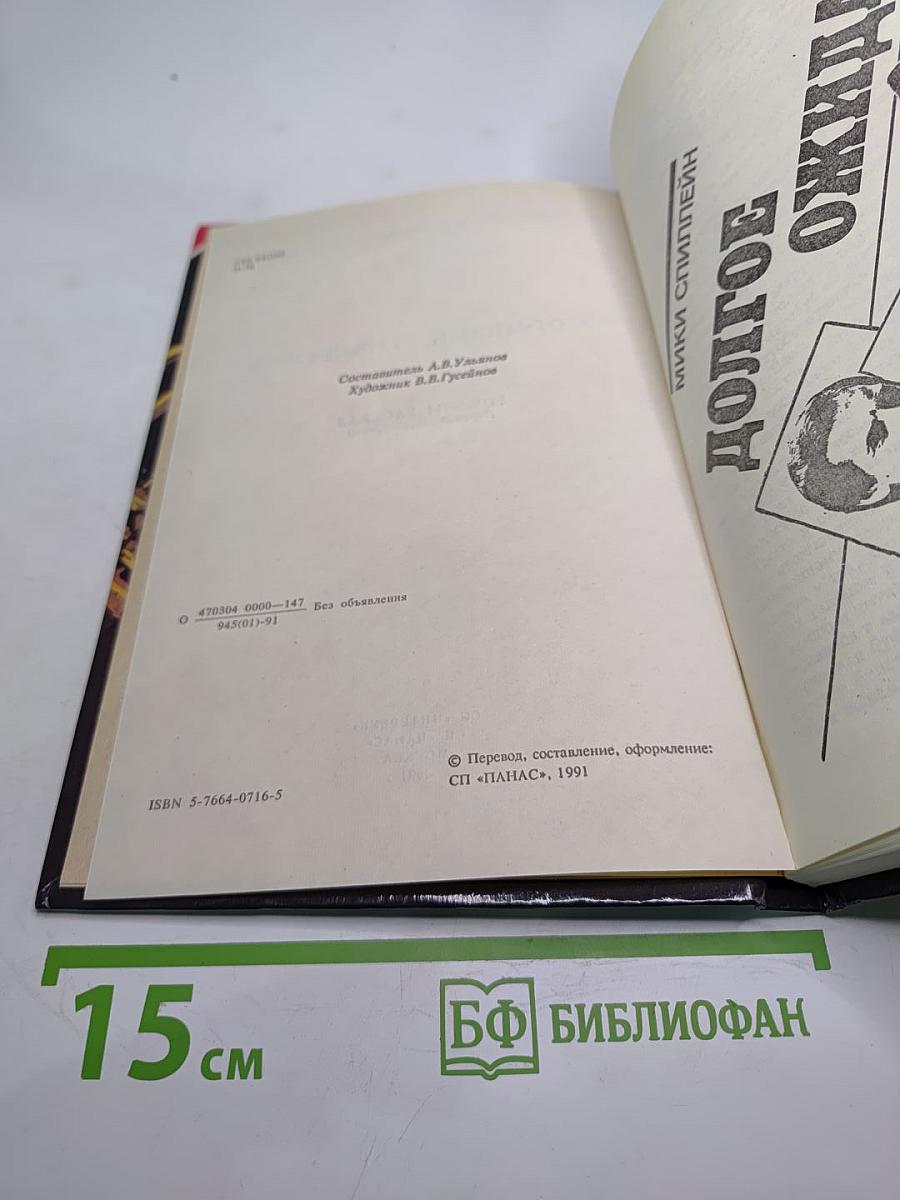 Составитель А.В.Ульянов
Художник В.В.Гусейнов
О 470304 0000—147 Без объявления
945(01)-91
© Перевод, составление, оформление:
СП «ПАНАС», 1991
ISBN 5-7664-0716-5
МИКИ СПИЛЛЕЙН
ДОЛГОЕ
15 см
БФ БИБЛИОФАН